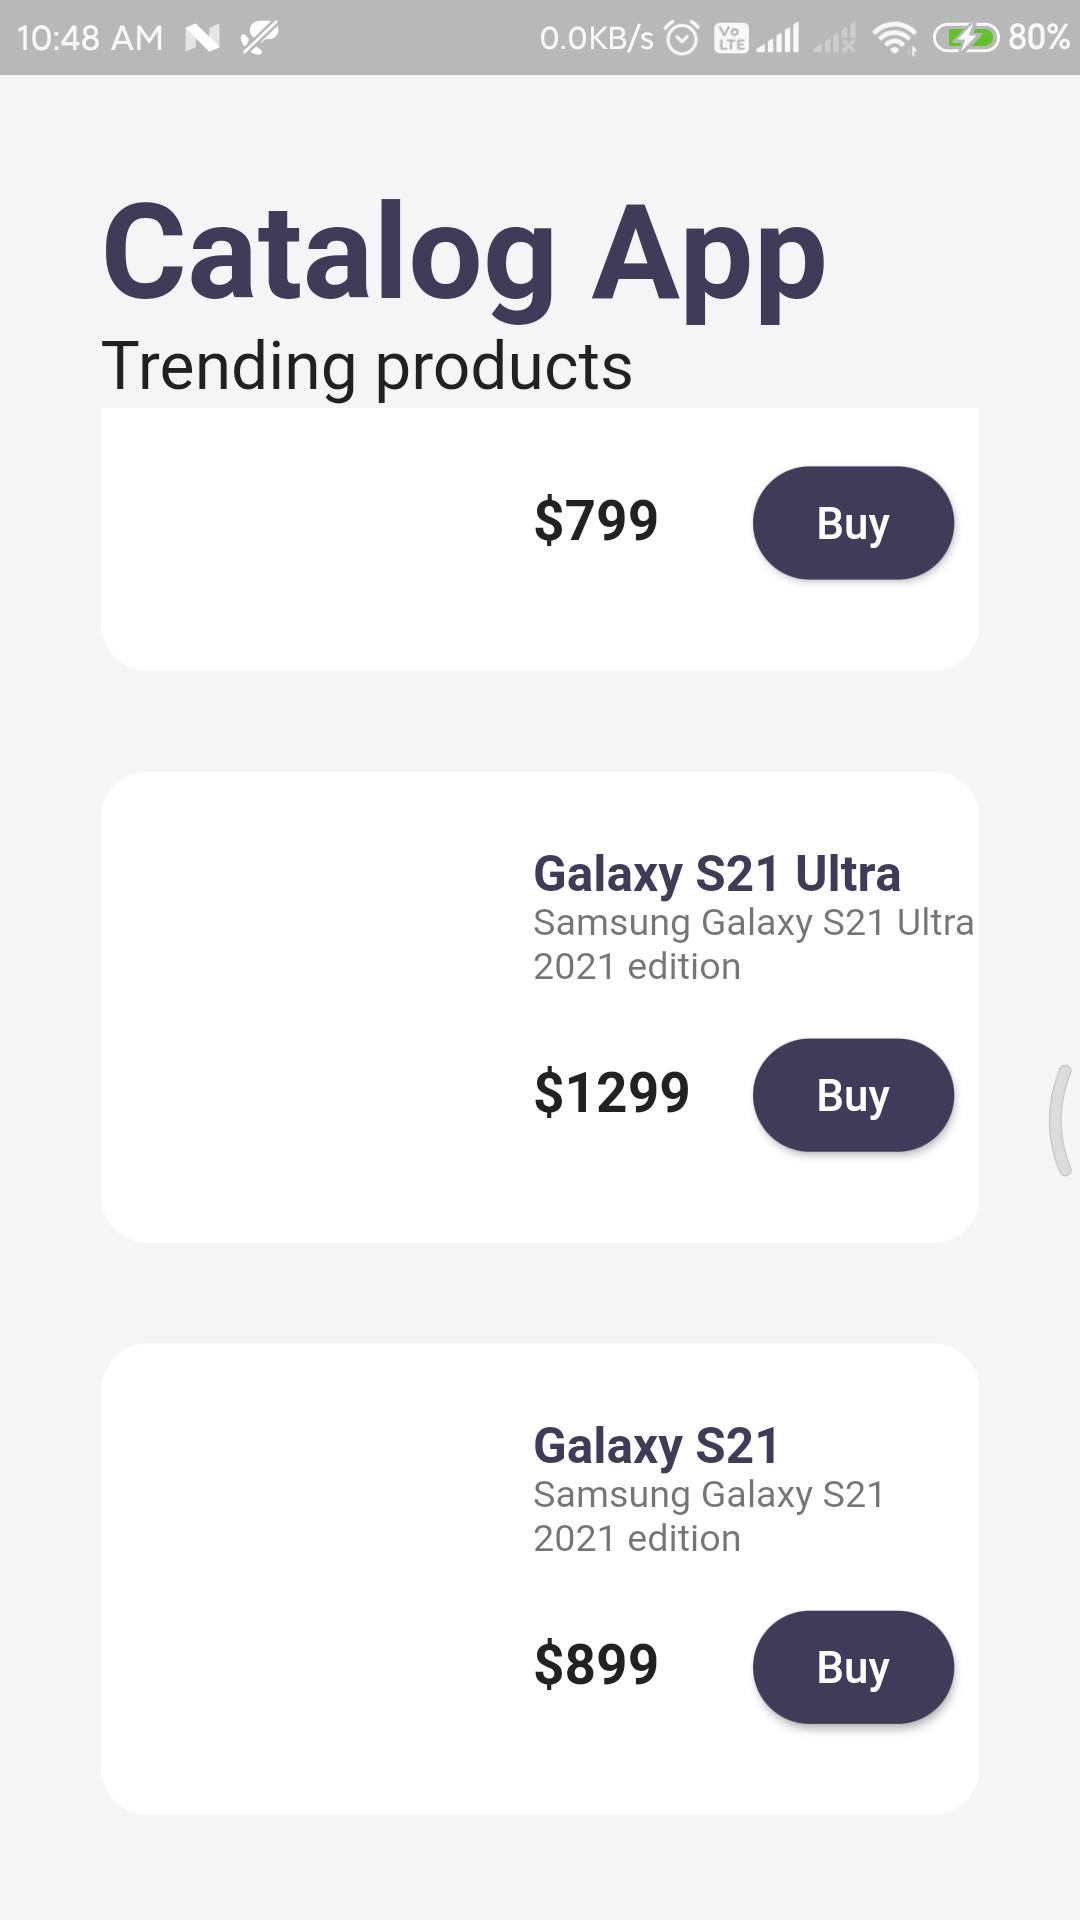 10:48 AM 0.0KB/s Vo LTE 80%
Catalog App
Trending products
$799 Buy
Galaxy S21 Ultra
Samsung Galaxy S21 Ultra
2021 edition
$1299 Buy
Galaxy S21
Samsung Galaxy S21
2021 edition
$899 Buy